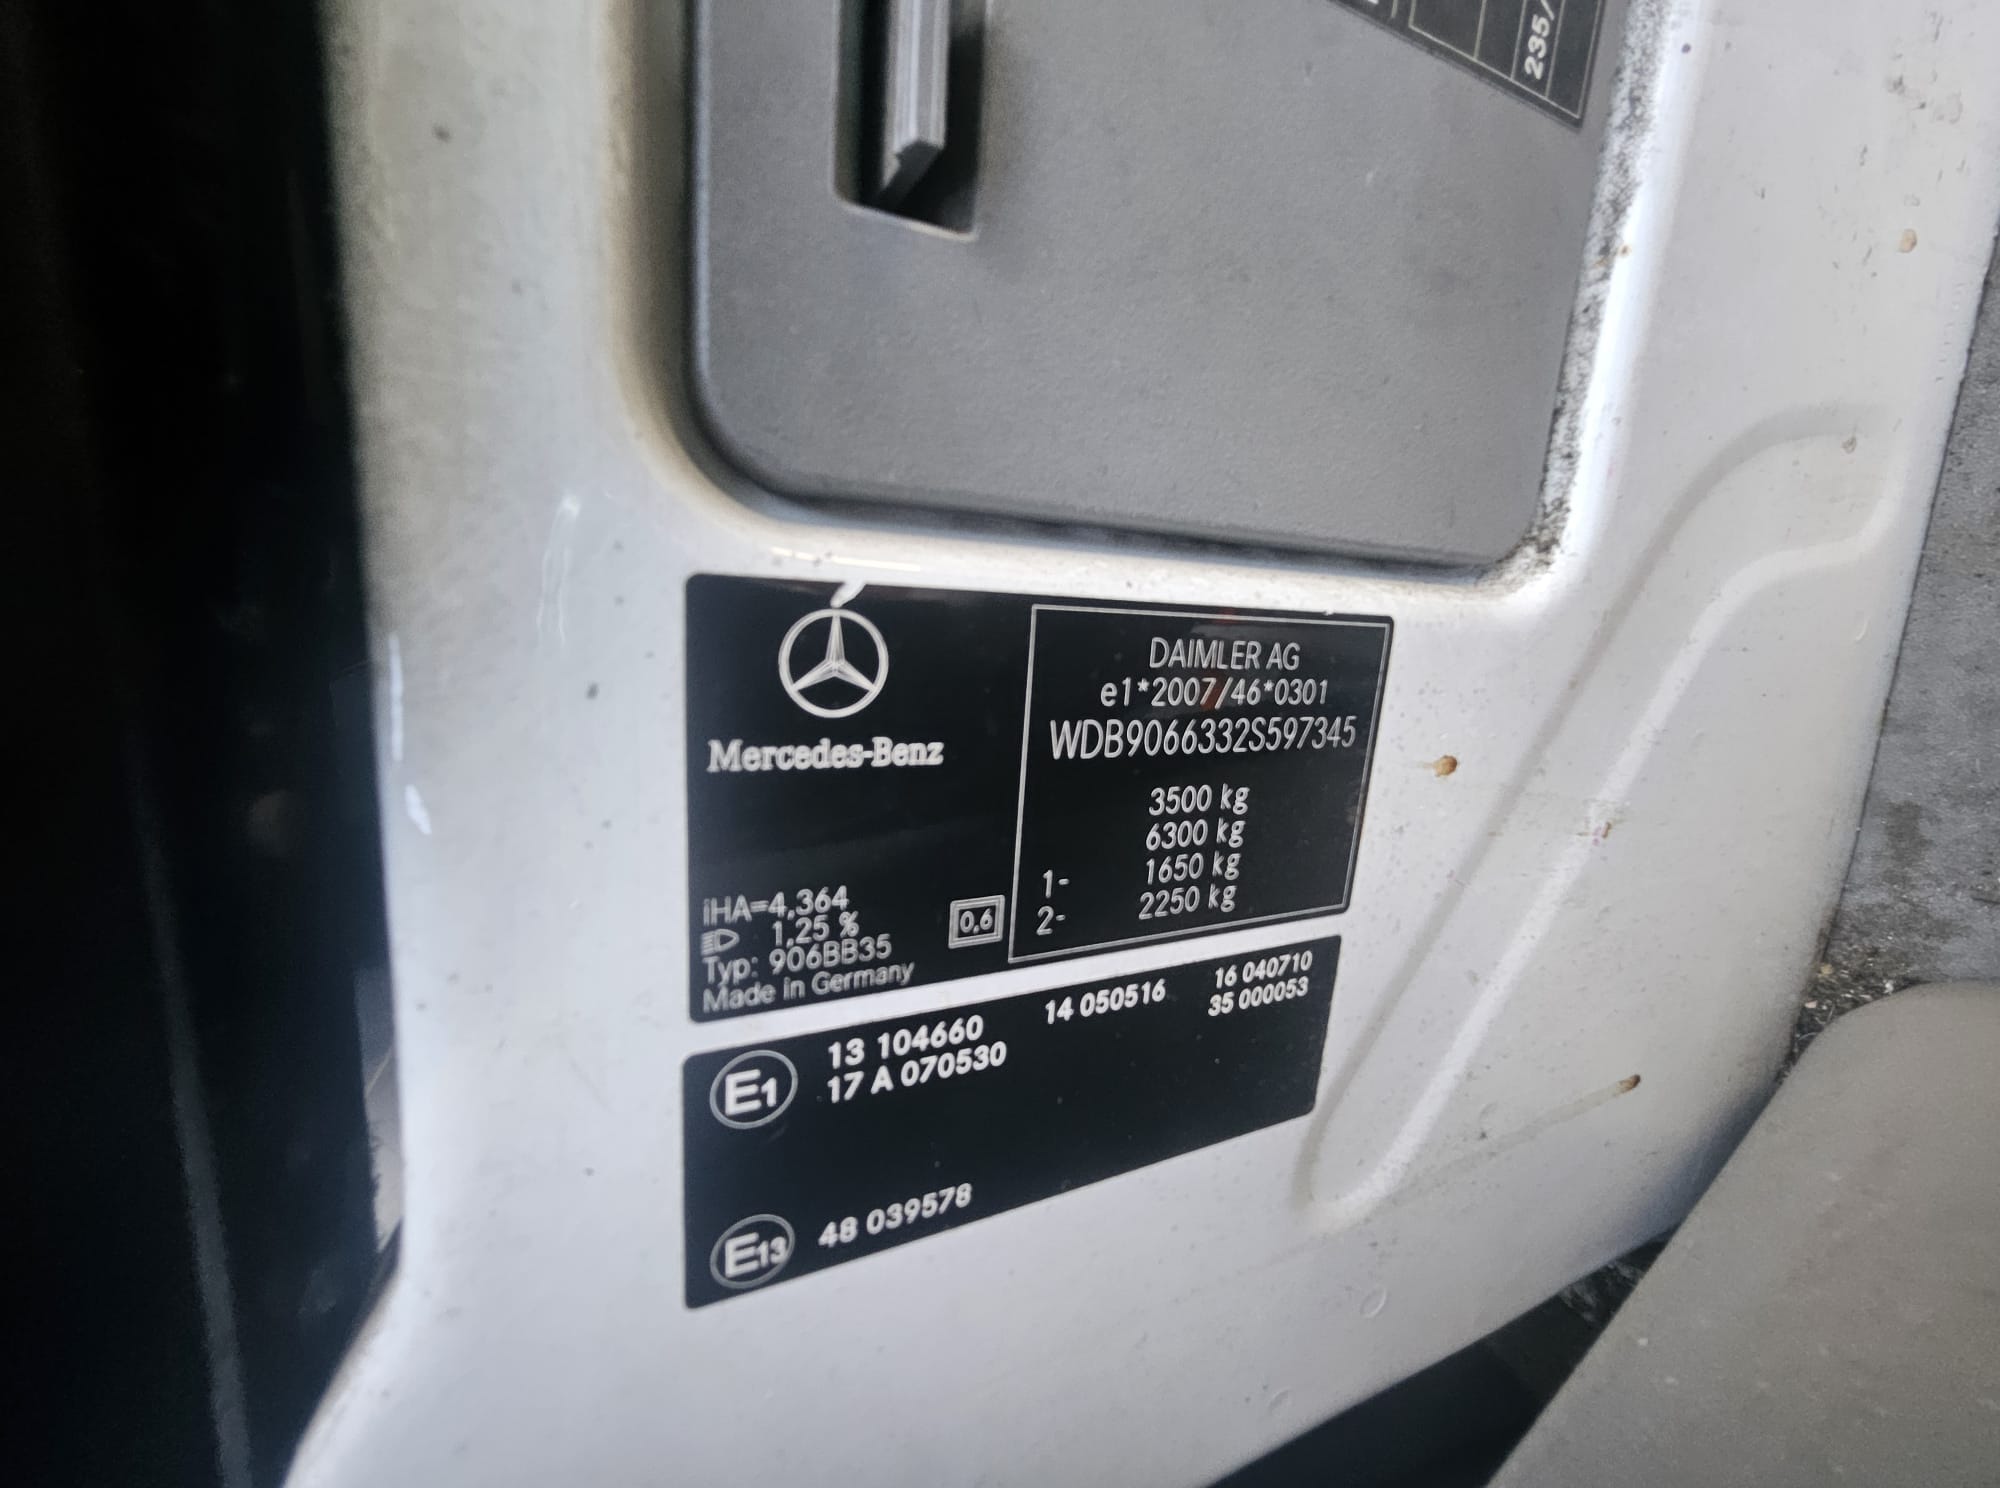 235/
DAIMLER AG
e1*2007/46*0301
WDB9066332S597345
3500 kg
6300 kg
1- 1650 kg
2- 2250 kg
Mercedes-Benz
iHA=4,364
1,25 %
Typ: 906BB35
Made in Germany
0,6
E1
13 104660
14 050516
16 040710
17 A 070530
35 000053
E13
48 039578